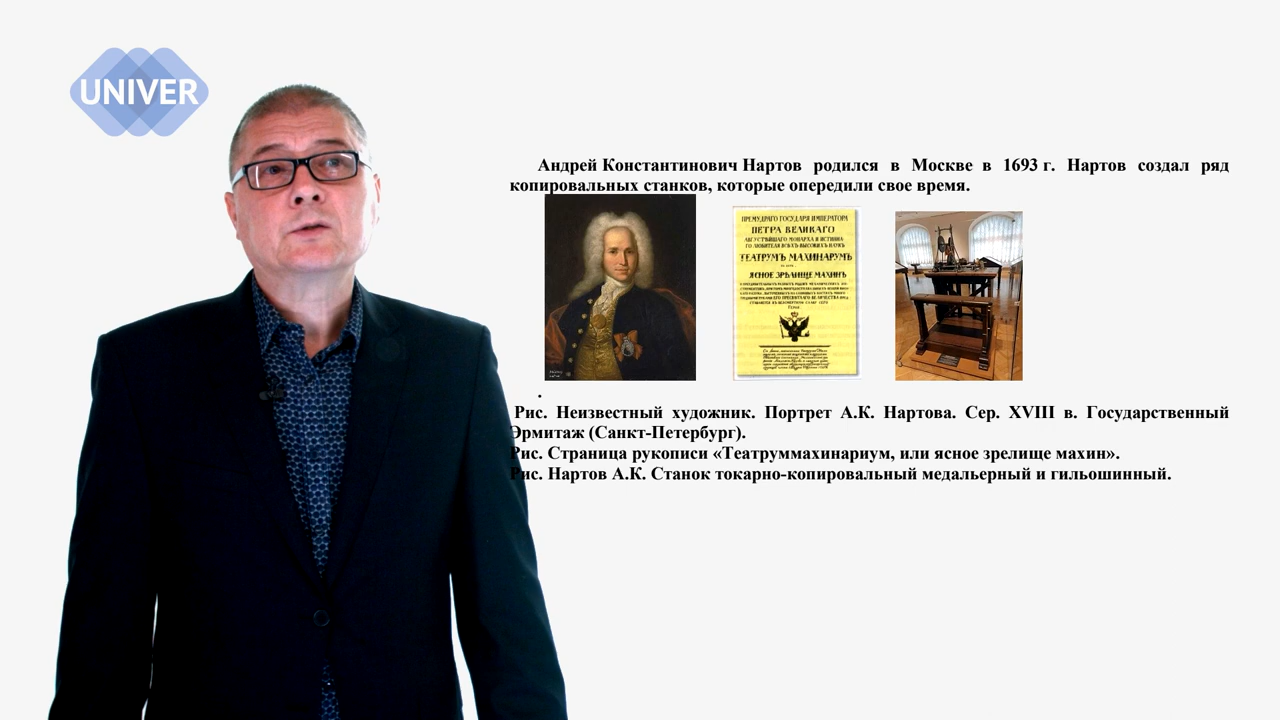 UNIVER
Андрей Константинович Нартов родился в Москве в 1693 г. Нартов создал ряд
копировальных станков, которые опередили свое время.
ПРЕМУДРАГО ГОСУДАРЯ ИМПЕРАТОРА
ПЕТРА ВЕЛИКАГО
ТЕАТРУМЪ МАХИНАРУМЪ
ЯСНОЕ ЗРѢЛИЩЕ МАХИНЪ
.
Рис. Неизвестный художник. Портрет А.К. Нартова. Сер. XVIII в. Государственный
Эрмитаж (Санкт-Петербург).
Рис. Страница рукописи «Театруммахинариум, или ясное зрелище махин».
Рис. Нартов А.К. Станок токарно-копировальный медальерный и гильошинный.